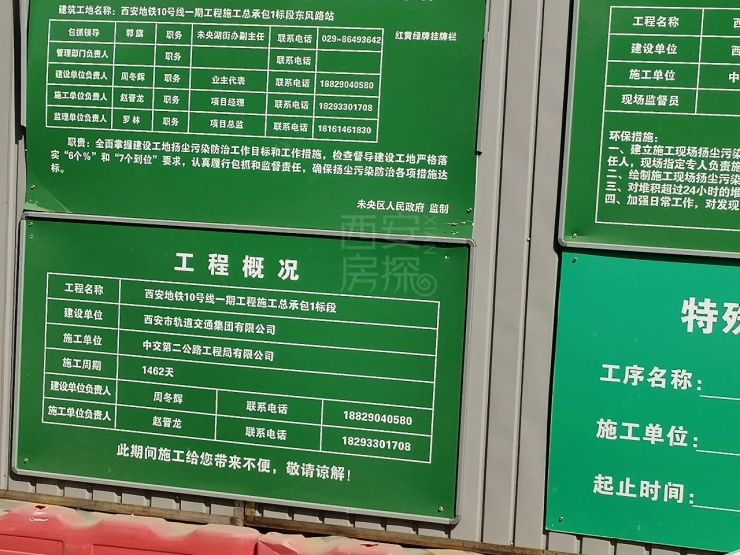 建筑工地名称：西安地铁10号线一期工程施工总承包1标段东风路站
包抓领导 郭旗 职务 未央湖街办副主任 联系电话 029-86493642 红黄绿牌挂牌栏
管理部门负责人 职务 联系电话
建设单位负责人 周冬辉 职务 业主代表 联系电话 18829040580
施工单位负责人 赵晋龙 职务 项目经理 联系电话 18293301708
监理单位负责人 罗林 职务 项目总监 联系电话 18161461830
职责：全面掌握建设工地扬尘污染防治工作目标和工作措施，检查督导建设工地严格落
实“6个%”和“7个到位”要求，认真履行包抓和监督责任，确保扬尘污染防治各项措施达
标。
未央区人民政府 监制
工程概况
工程名称 西安地铁10号线一期工程施工总承包1标段
建设单位 西安市轨道交通集团有限公司
施工单位 中交第二公路工程局有限公司
施工周期 1462天
建设单位负责人 周冬辉 联系电话 18829040580
施工单位负责人 赵晋龙 联系电话 18293301708
此期间施工给您带来不便，敬请谅解！
工程名称 西安
建设单位 西
施工单位 中
现场监督员
环保措施：
一、建立施工现场扬尘污染
任人，现场指定专人负责施
二、绘制施工现场扬尘污染
三、对堆积超过24小时的堆
四、加强日常工作，对发现
特殊
工序名称：
施工单位：
起止时间：
西安
房探